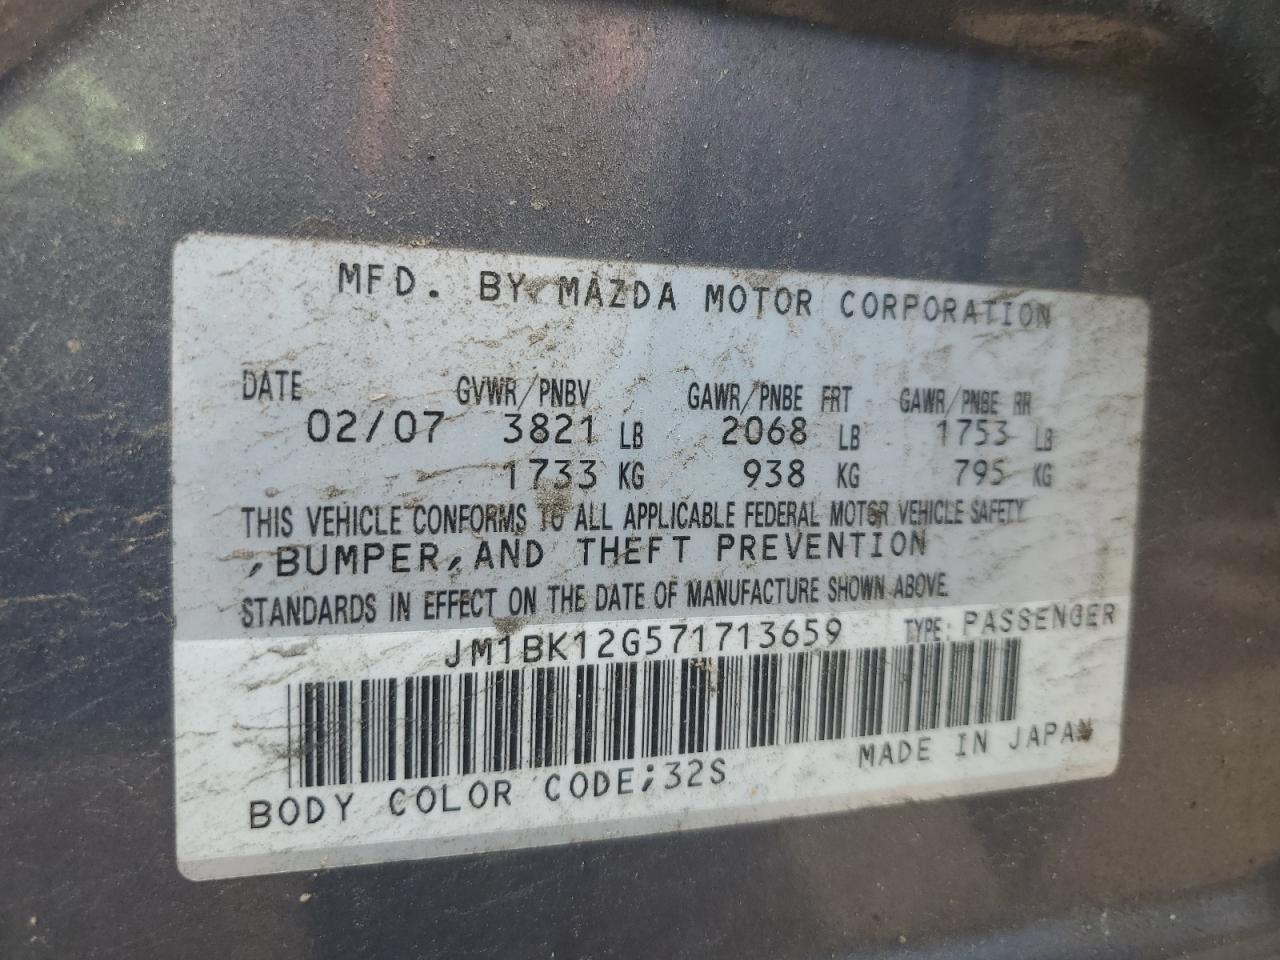 MFD. BY MAZDA MOTOR CORPORATION
DATE GVWR/PNBV GAWR/PNBE FRT GAWR/PNBE RR
02/07 3821 LB 2068 LB 1753 LB
1733 KG 938 KG 795 KG
THIS VEHICLE CONFORMS TO ALL APPLICABLE FEDERAL MOTOR VEHICLE SAFETY
,BUMPER,AND THEFT PREVENTION
STANDARDS IN EFFECT ON THE DATE OF MANUFACTURE SHOWN ABOVE
JM1BK12G571713659 TYPE: PASSENGER
BODY COLOR CODE;32S MADE IN JAPAN